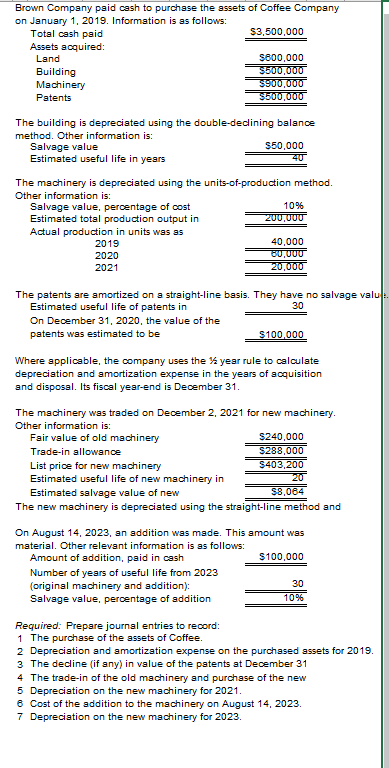 Brown Company paid cash to purchase the assets of Coffee Company
on January 1, 2019. Information is as follows:
Total cash paid $3,500,000
Assets acquired:
Land $600,000
Building $500,000
Machinery $900,000
Patents $500,000
The building is depreciated using the double-declining balance
method. Other information is:
Salvage value $50,000
Estimated useful life in years 40
The machinery is depreciated using the units-of-production method.
Other information is:
Salvage value, percentage of cost 10%
Estimated total production output in 200,000
Actual production in units was as
2019 40,000
2020 60,000
2021 20,000
The patents are amortized on a straight-line basis. They have no salvage value.
Estimated useful life of patents in 30
On December 31, 2020, the value of the
patents was estimated to be $100,000
Where applicable, the company uses the ½ year rule to calculate
depreciation and amortization expense in the years of acquisition
and disposal. Its fiscal year-end is December 31.
The machinery was traded on December 2, 2021 for new machinery.
Other information is:
Fair value of old machinery $240,000
Trade-in allowance $288,000
List price for new machinery $403,200
Estimated useful life of new machinery in 20
Estimated salvage value of new $8,064
The new machinery is depreciated using the straight-line method and
On August 14, 2023, an addition was made. This amount was
material. Other relevant information is as follows:
Amount of addition, paid in cash $100,000
Number of years of useful life from 2023
(original machinery and addition): 30
Salvage value, percentage of addition 10%
Required: Prepare journal entries to record:
1 The purchase of the assets of Coffee.
2 Depreciation and amortization expense on the purchased assets for 2019.
3 The decline (if any) in value of the patents at December 31
4 The trade-in of the old machinery and purchase of the new
5 Depreciation on the new machinery for 2021.
6 Cost of the addition to the machinery on August 14, 2023.
7 Depreciation on the new machinery for 2023.